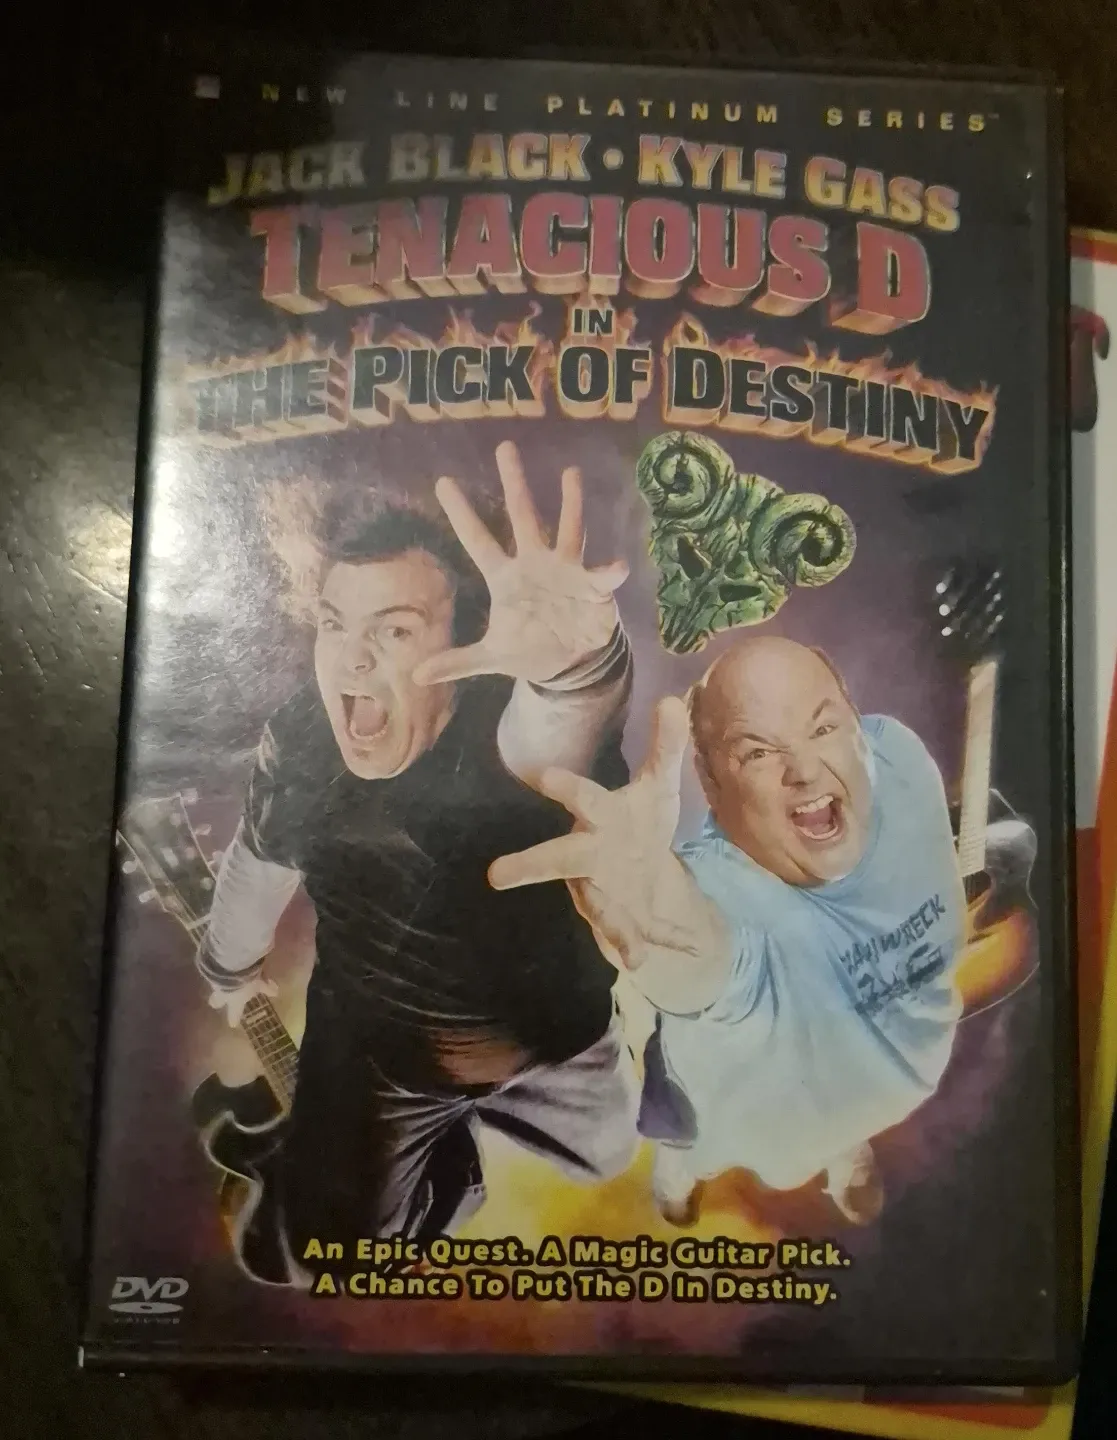 NEW LINE PLATINUM SERIES™
JACK BLACK • KYLE GASS
TENACIOUS D
IN
THE PICK OF DESTINY
An Epic Quest. A Magic Guitar Pick.
A Chance To Put The D In Destiny.
DVD